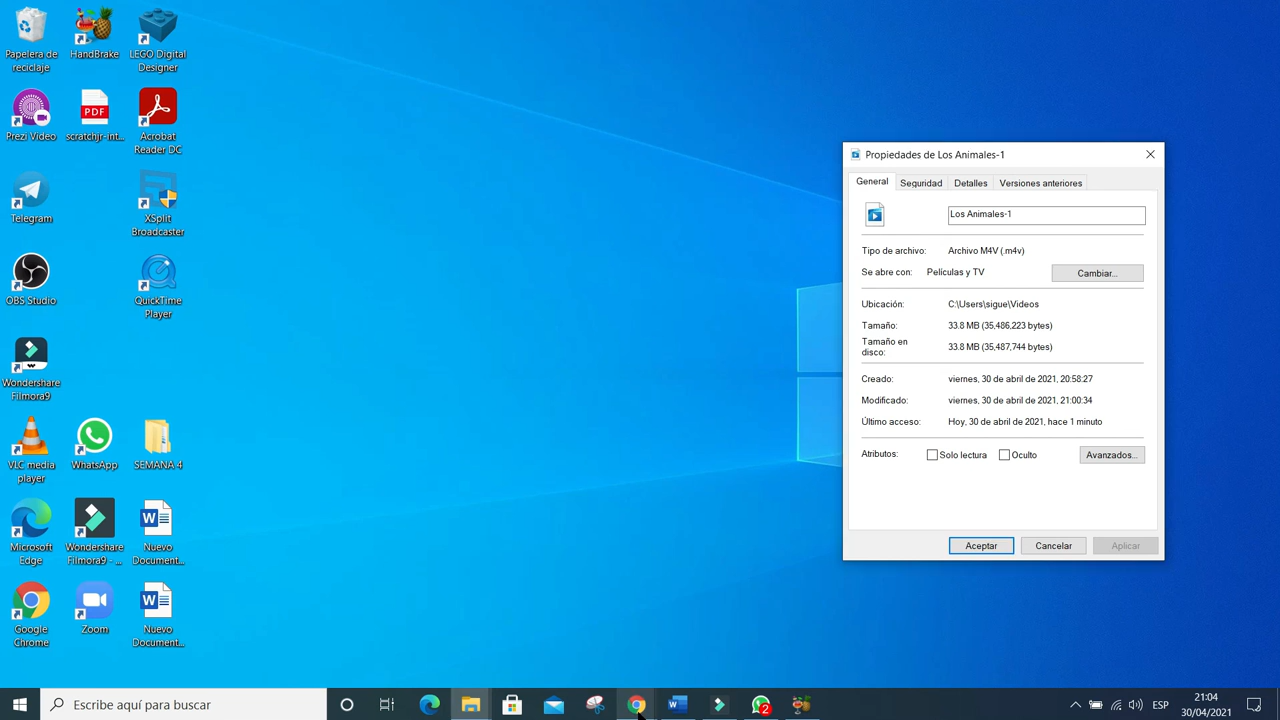 Papelera de
reciclaje
HandBrake
LEGO Digital
Designer
Prezi Video
PDF
scratchjr-int...
Acrobat
Reader DC
Telegram
XSplit
Broadcaster
OBS Studio
QuickTime
Player
Wondershare
Filmora9
VLC media
player
WhatsApp
SEMANA 4
Microsoft
Edge
Wondershare
Filmora9 - ...
Nuevo
Document...
Google
Chrome
Zoom
Nuevo
Document...
Propiedades de Los Animales-1
General
Seguridad
Detalles
Versiones anteriores
Los Animales-1
Tipo de archivo: Archivo M4V (.m4v)
Se abre con: Películas y TV Cambiar...
Ubicación: C:\Users\sigue\Videos
Tamaño: 33.8 MB (35,486,223 bytes)
Tamaño en
disco: 33.8 MB (35,487,744 bytes)
Creado: viernes, 30 de abril de 2021, 20:58:27
Modificado: viernes, 30 de abril de 2021, 21:00:34
Último acceso: Hoy, 30 de abril de 2021, hace 1 minuto
Atributos: Solo lectura Oculto Avanzados...
Aceptar Cancelar Aplicar
Escribe aquí para buscar
2
ESP
21:04
30/04/2021